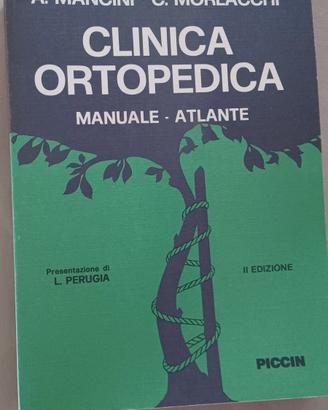 A. MANCINI - C. MORLACCHI
CLINICA
ORTOPEDICA
MANUALE - ATLANTE
Presentazione di
L. PERUGIA
II EDIZIONE
PICCIN